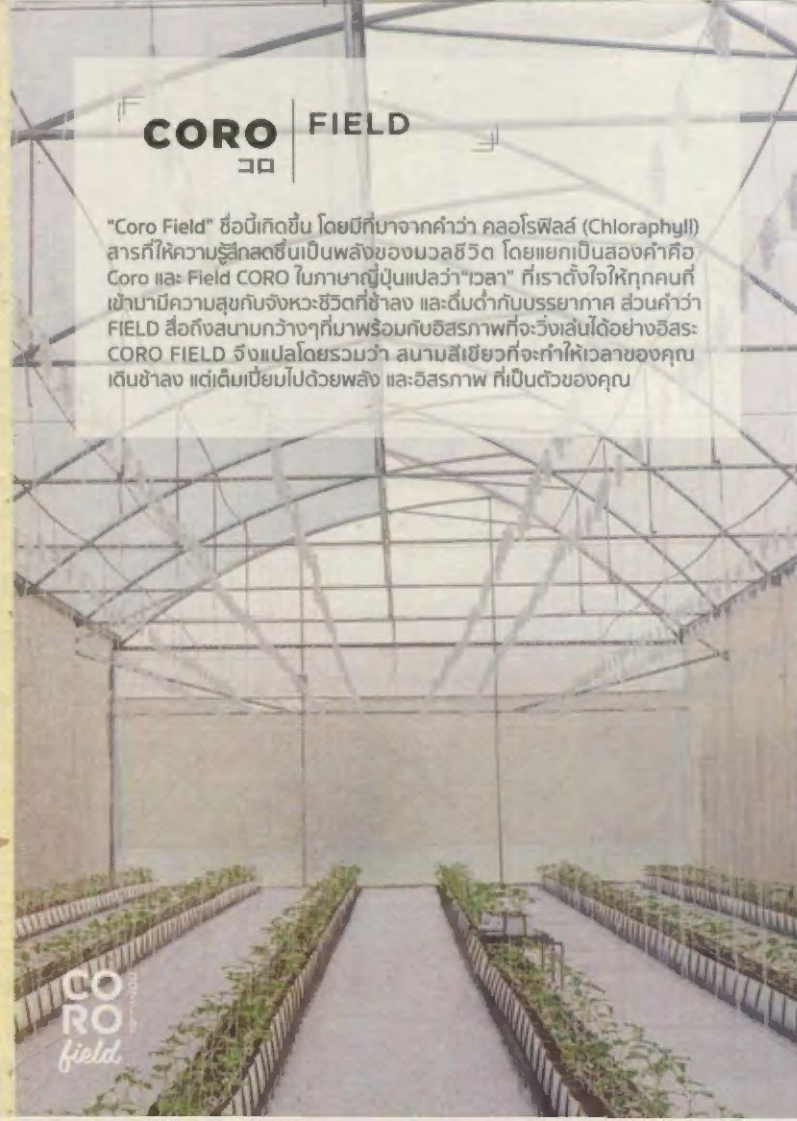 CORO FIELD
コロ
"Coro Field" ชื่อนี้เกิดขึ้น โดยมีที่มาจากคำว่า คลอโรฟิลล์ (Chloraphyll)
สารที่ให้ความรู้สึกสดชื่นเป็นพลังของมวลชีวิต โดยแยกเป็นสองคำคือ
Coro และ Field CORO ในภาษาญี่ปุ่นแปลว่า"เวลา" ที่เราตั้งใจให้ทุกคนที่
เข้ามามีความสุขกับจังหวะชีวิตที่ช้าลง และดื่มด่ำกับบรรยากาศ ส่วนคำว่า
FIELD สื่อถึงสนามกว้างๆที่มาพร้อมกับอิสรภาพที่จะวิ่งเล่นได้อย่างอิสระ
CORO FIELD จึงแปลโดยรวมว่า สนามสีเขียวที่จะทำให้เวลาของคุณ
เดินช้าลง แต่เต็มเปี่ยมไปด้วยพลัง และอิสรภาพ ที่เป็นตัวของคุณ
CO
RO
field